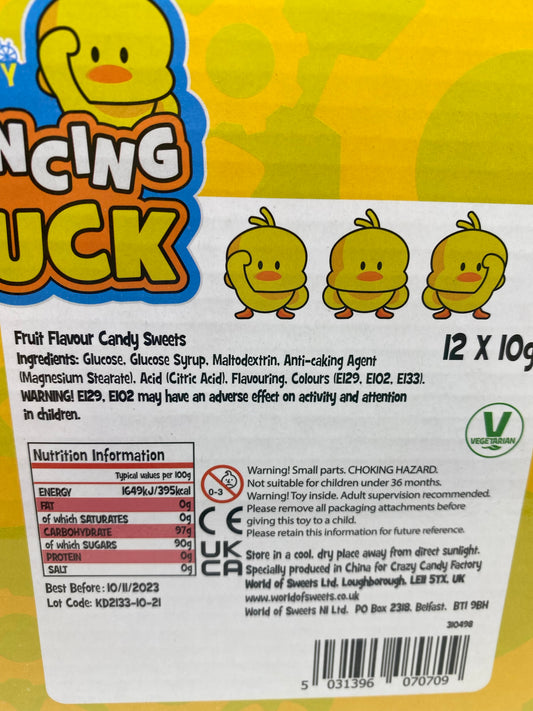 Y
NCING
UCK
Fruit Flavour Candy Sweets
12 X 10g
Ingredients: Glucose, Glucose Syrup, Maltodextrin, Anti-caking Agent
(Magnesium Stearate), Acid (Citric Acid), Flavouring, Colours (E129, E102, E133).
WARNING! E129, E102 may have an adverse effect on activity and attention
in children.
V
VEGETARIAN
Nutrition Information
Typical values per 100g
ENERGY 1649kJ/395kcal
FAT 0g
of which SATURATES 0g
CARBOHYDRATE 97g
of which SUGARS 90g
PROTEIN 0g
SALT 0g
Best Before: 10/11/2023
Lot Code: KD2133-10-21
0-3
CE
UK
CA
Warning! Small parts. CHOKING HAZARD.
Not suitable for children under 36 months.
Warning! Toy inside. Adult supervision recommended.
Please remove all packaging attachments before
giving this toy to a child.
Please retain this information for future reference.
Store in a cool, dry place away from direct sunlight.
Specially produced in China for Crazy Candy Factory
World of Sweets Ltd. Loughborough, LE11 5TX, UK
www.worldofsweets.co.uk
World of Sweets NI Ltd. PO Box 2318, Belfast, BT1 9BH
310498
5 031396 070709